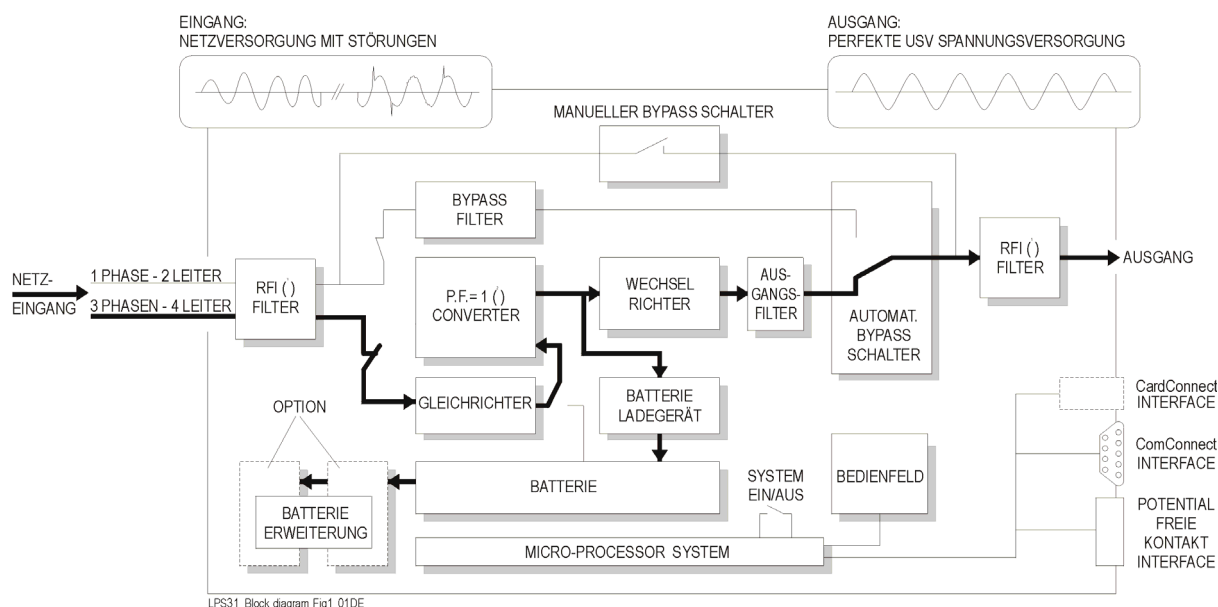 EINGANG:
NETZVERSORGUNG MIT STÖRUNGEN
AUSGANG:
PERFEKTE USV SPANNUNGSVERSORGUNG
MANUELLER BYPASS SCHALTER
BYPASS
FILTER
NETZ-
EINGANG
1 PHASE - 2 LEITER
3 PHASEN - 4 LEITER
RFI (*)
FILTER
P.F.= 1 (*)
CONVERTER
WECHSEL
RICHTER
AUS-
GANGS-
FILTER
AUTOMAT.
BYPASS
SCHALTER
RFI (*)
FILTER
AUSGANG
GLEICHRICHTER
BATTERIE
LADEGERÄT
OPTION
BATTERIE
ERWEITERUNG
BATTERIE
SYSTEM
EIN/AUS
BEDIENFELD
MICRO-PROCESSOR SYSTEM
CardConnect
INTERFACE
ComConnect
INTERFACE
POTENTIAL
FREIE
KONTAKT
INTERFACE
LPS31_Block diagram Fig1_01DE